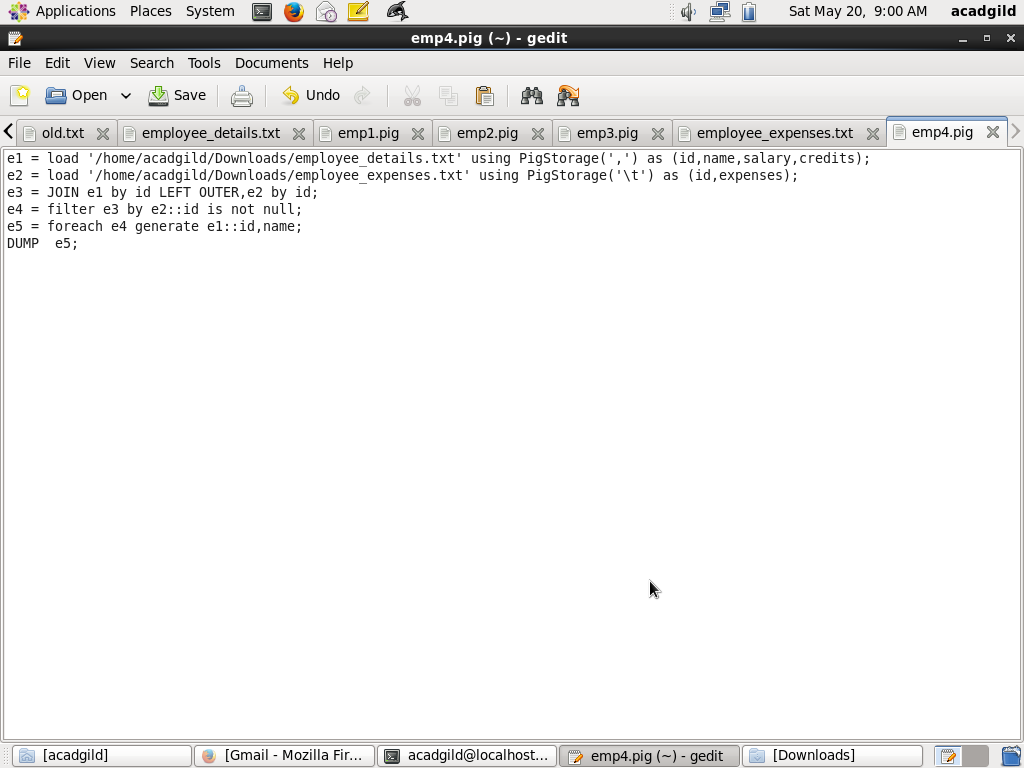 Applications Places System Sat May 20, 9:00 AM acadgild
emp4.pig (~) - gedit
File Edit View Search Tools Documents Help
Open Save Undo
old.txt employee_details.txt emp1.pig emp2.pig emp3.pig employee_expenses.txt emp4.pig
e1 = load '/home/acadgild/Downloads/employee_details.txt' using PigStorage(',') as (id,name,salary,credits);
e2 = load '/home/acadgild/Downloads/employee_expenses.txt' using PigStorage('\t') as (id,expenses);
e3 = JOIN e1 by id LEFT OUTER,e2 by id;
e4 = filter e3 by e2::id is not null;
e5 = foreach e4 generate e1::id,name;
DUMP  e5;
[acadgild] [Gmail - Mozilla Fir... acadgild@localhost... emp4.pig (~) - gedit [Downloads]